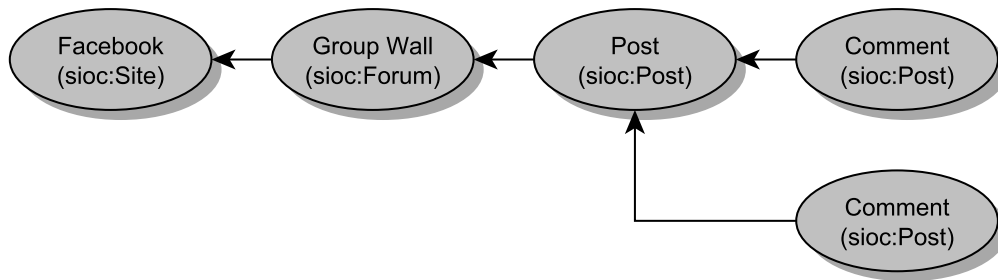 Facebook
(sioc:Site)
Group Wall
(sioc:Forum)
Post
(sioc:Post)
Comment
(sioc:Post)
Comment
(sioc:Post)